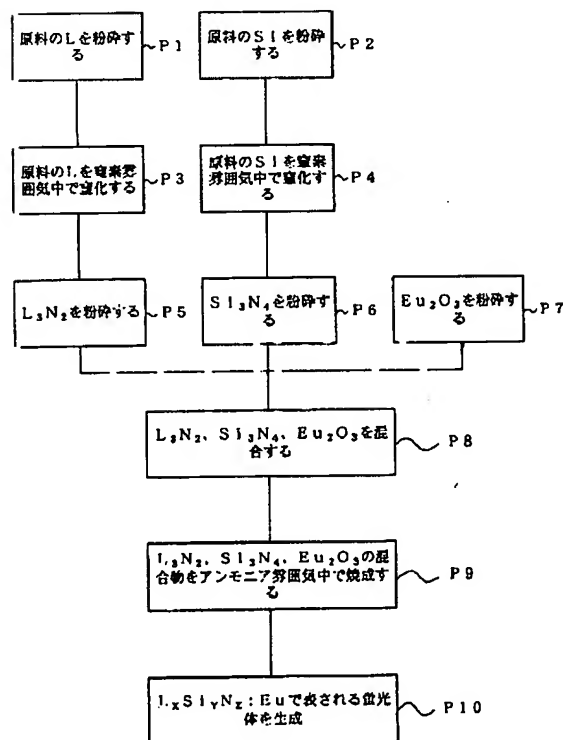 原料のLを粉砕す
る
P1
原料のSiを粉砕
する
P2
原料のLを窒素雰
囲気中で窒化する
P3
原料のSiを窒素
雰囲気中で窒化す
る
P4
L₃N₂を粉砕する
P5
Si₃N₄を粉砕す
る
P6
Eu₂O₃を粉砕す
る
P7
L₃N₂、Si₃N₄、Eu₂O₃を混
合する
P8
L₃N₂、Si₃N₄、Eu₂O₃の混
合物をアンモニア雰囲気中で焼成す
る
P9
LXSiYNZ:Euで表される蛍光
体を生成
P10